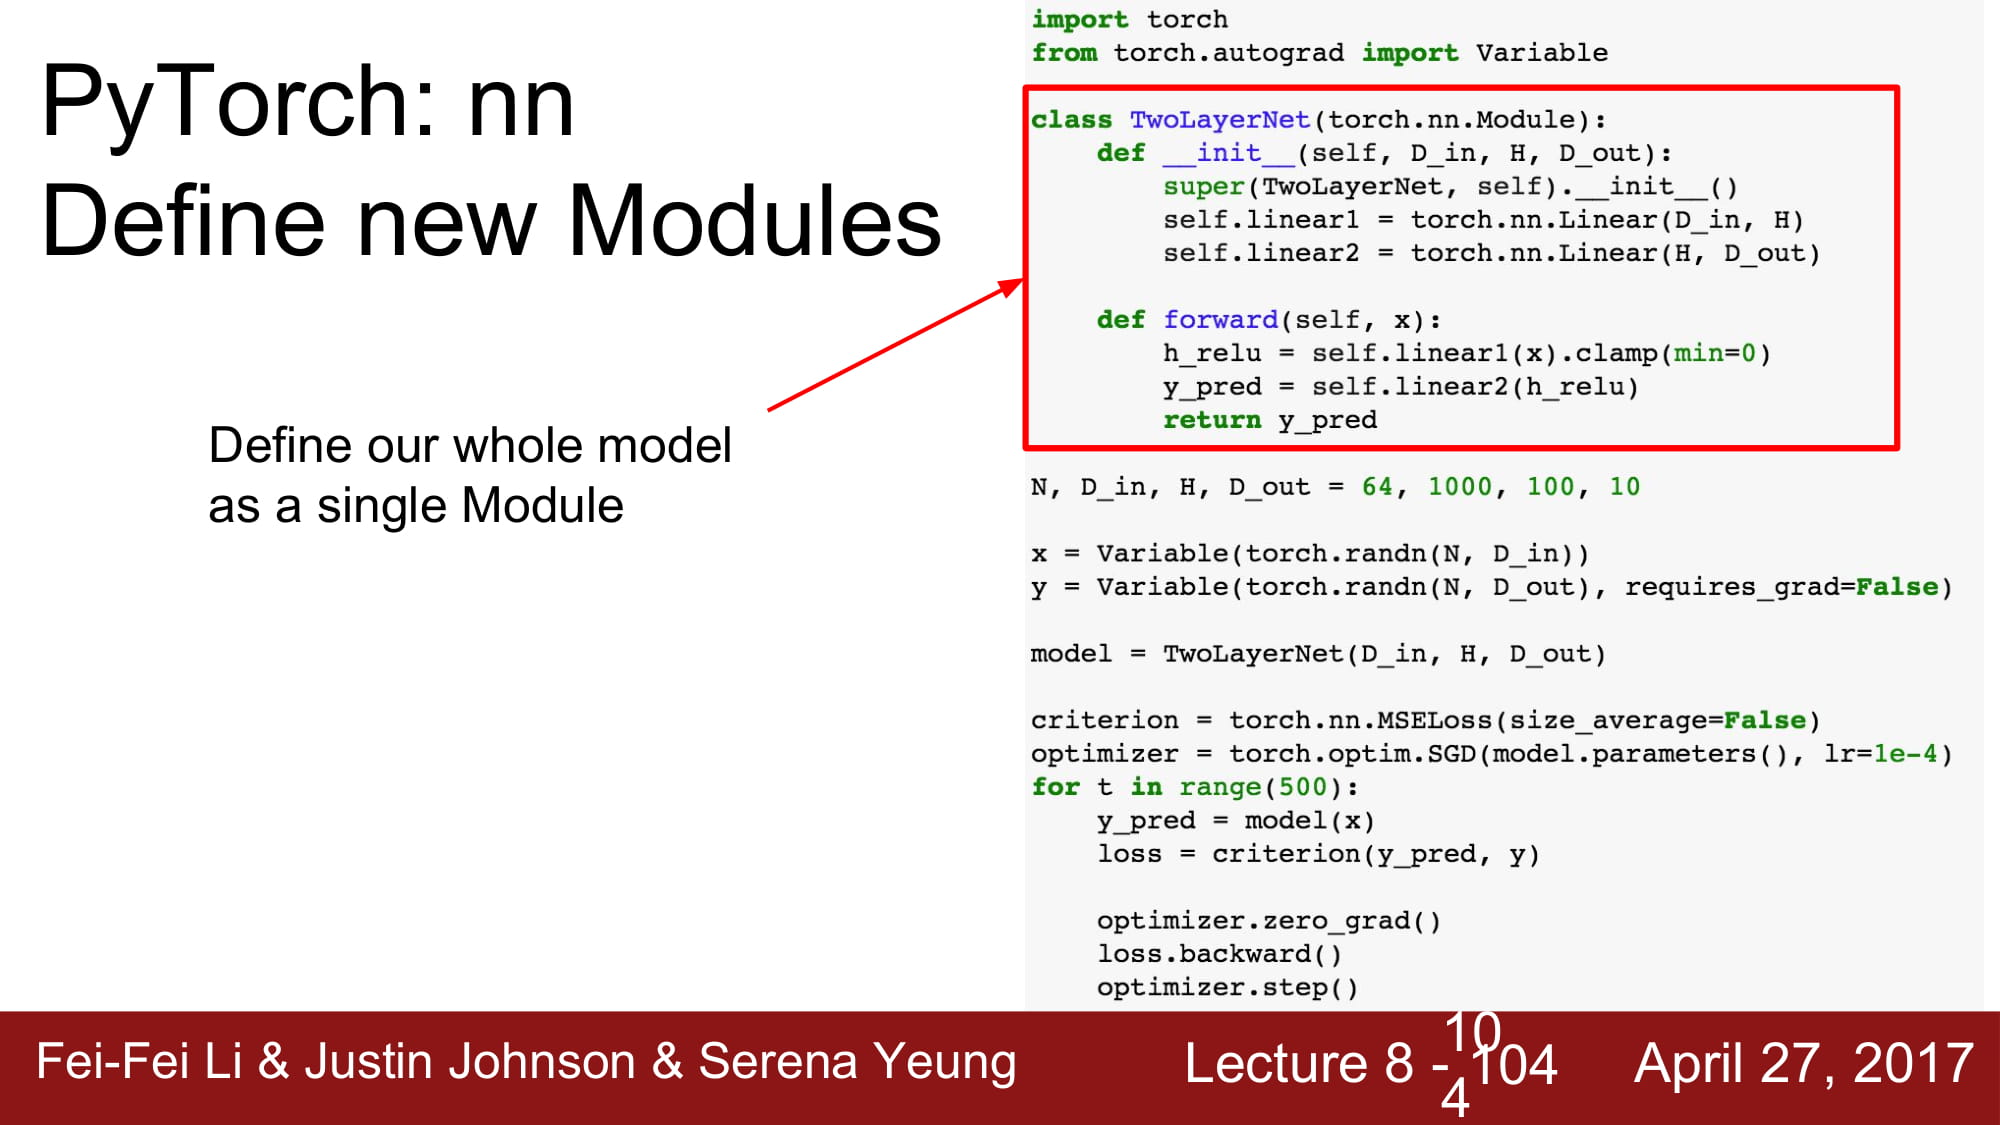 PyTorch: nn
Define new Modules
Define our whole model
as a single Module
import torch
from torch.autograd import Variable
class TwoLayerNet(torch.nn.Module):
    def __init__(self, D_in, H, D_out):
        super(TwoLayerNet, self).__init__()
        self.linear1 = torch.nn.Linear(D_in, H)
        self.linear2 = torch.nn.Linear(H, D_out)
    def forward(self, x):
        h_relu = self.linear1(x).clamp(min=0)
        y_pred = self.linear2(h_relu)
        return y_pred
N, D_in, H, D_out = 64, 1000, 100, 10
x = Variable(torch.randn(N, D_in))
y = Variable(torch.randn(N, D_out), requires_grad=False)
model = TwoLayerNet(D_in, H, D_out)
criterion = torch.nn.MSELoss(size_average=False)
optimizer = torch.optim.SGD(model.parameters(), lr=1e-4)
for t in range(500):
    y_pred = model(x)
    loss = criterion(y_pred, y)
    optimizer.zero_grad()
    loss.backward()
    optimizer.step()
Fei-Fei Li & Justin Johnson & Serena Yeung
Lecture 8 - 104
10
4
April 27, 2017